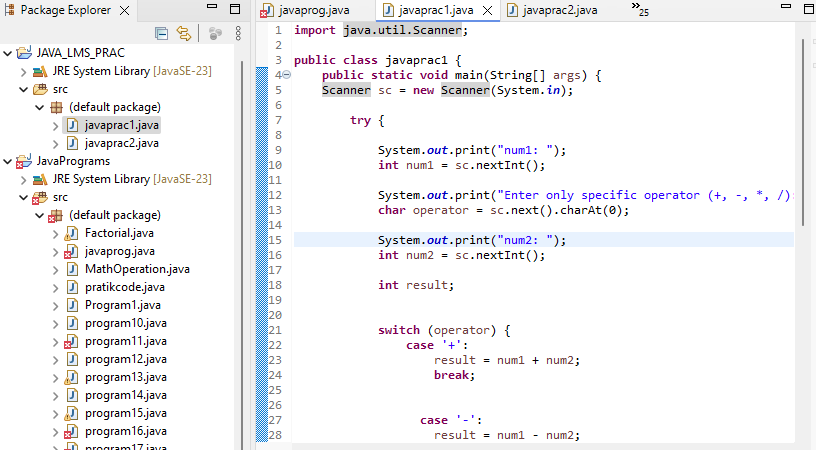 Package Explorer
JAVA_LMS_PRAC
JRE System Library [JavaSE-23]
src
(default package)
javaprac1.java
javaprac2.java
JavaPrograms
JRE System Library [JavaSE-23]
src
(default package)
Factorial.java
javaprog.java
MathOperation.java
pratikcode.java
Program1.java
program10.java
program11.java
program12.java
program13.java
program14.java
program15.java
program16.java
program17.java
javaprog.java javaprac1.java javaprac2.java »25
1 import java.util.Scanner;
2
3 public class javaprac1 {
4 public static void main(String[] args) {
5 Scanner sc = new Scanner(System.in);
6
7 try {
8
9 System.out.print("num1: ");
10 int num1 = sc.nextInt();
11
12 System.out.print("Enter only specific operator (+, -, *, /):
13 char operator = sc.next().charAt(0);
14
15 System.out.print("num2: ");
16 int num2 = sc.nextInt();
17
18 int result;
19
20
21 switch (operator) {
22 case '+':
23 result = num1 + num2;
24 break;
25
26
27 case '-':
28 result = num1 - num2;